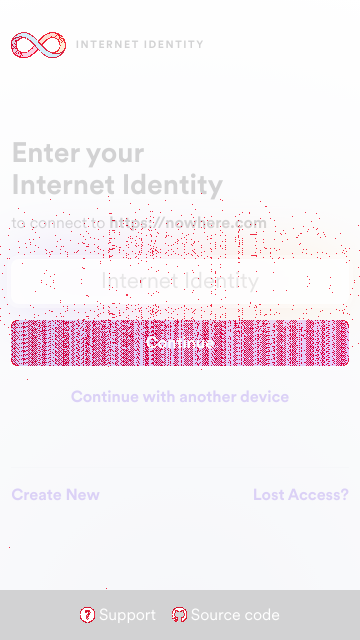 INTERNET IDENTITY
Enter your
Internet Identity
to connect to https://nowhere.com
Internet Identity
Continue
Continue with another device
Create New
Lost Access?
Support
Source code